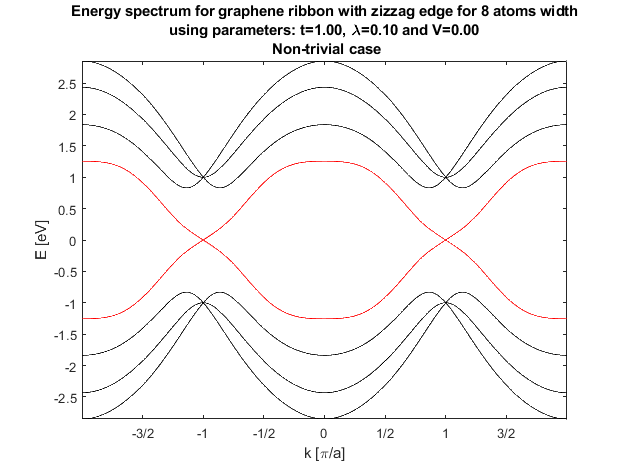 Energy spectrum for graphene ribbon with zizzag edge for 8 atoms width
using parameters: t=1.00, λ=0.10 and V=0.00
Non-trivial case
2.5
2
1.5
1
0.5
0
-0.5
-1
-1.5
-2
-2.5
E [eV]
-3/2 -1 -1/2 0 1/2 1 3/2
k [π/a]